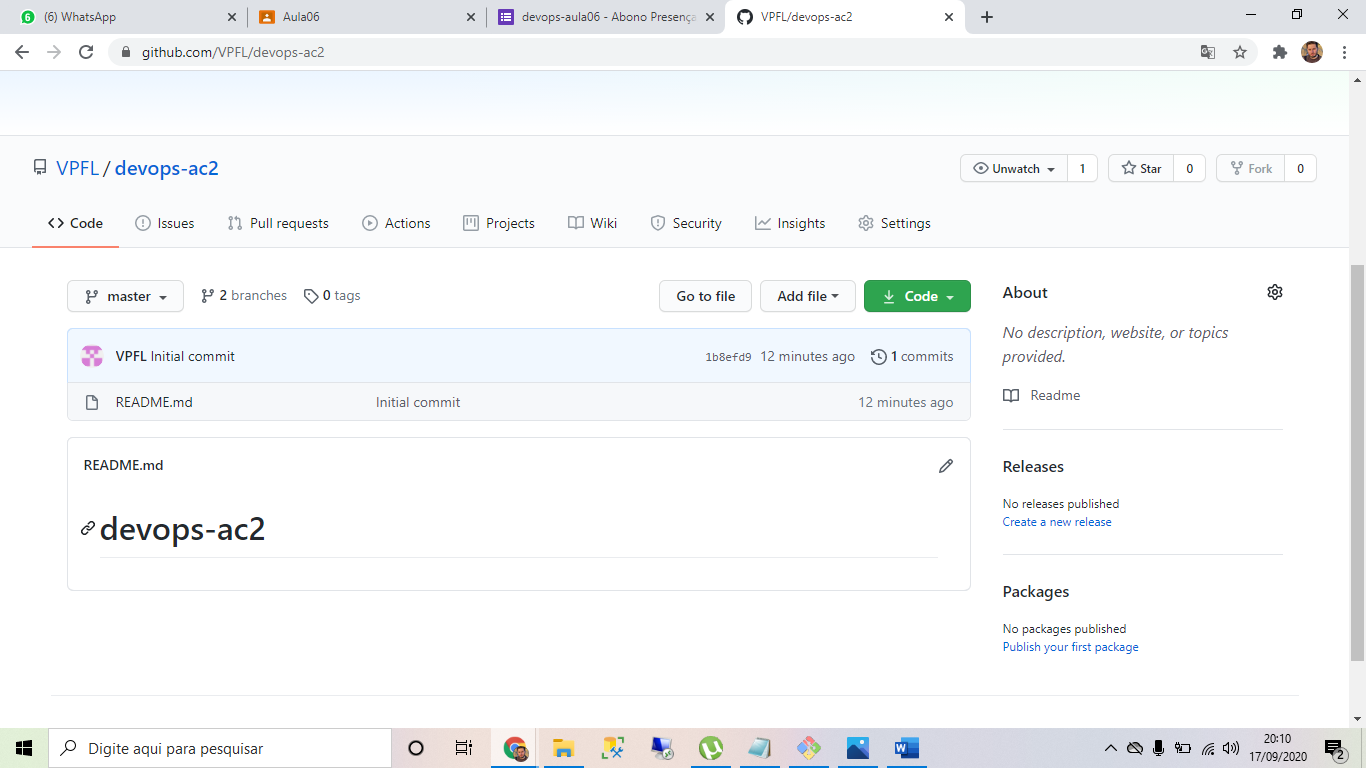 6 (6) WhatsApp
Aula06
devops-aula06 - Abono Presença
VPFL/devops-ac2
github.com/VPFL/devops-ac2
VPFL / devops-ac2
Unwatch 1
Star 0
Fork 0
Code
Issues
Pull requests
Actions
Projects
Wiki
Security
Insights
Settings
master
2 branches
0 tags
Go to file
Add file
Code
VPFL Initial commit 1b8efd9 12 minutes ago 1 commits
README.md Initial commit 12 minutes ago
README.md
devops-ac2
About
No description, website, or topics
provided.
Readme
Releases
No releases published
Create a new release
Packages
No packages published
Publish your first package
Digite aqui para pesquisar
20:10
17/09/2020
2